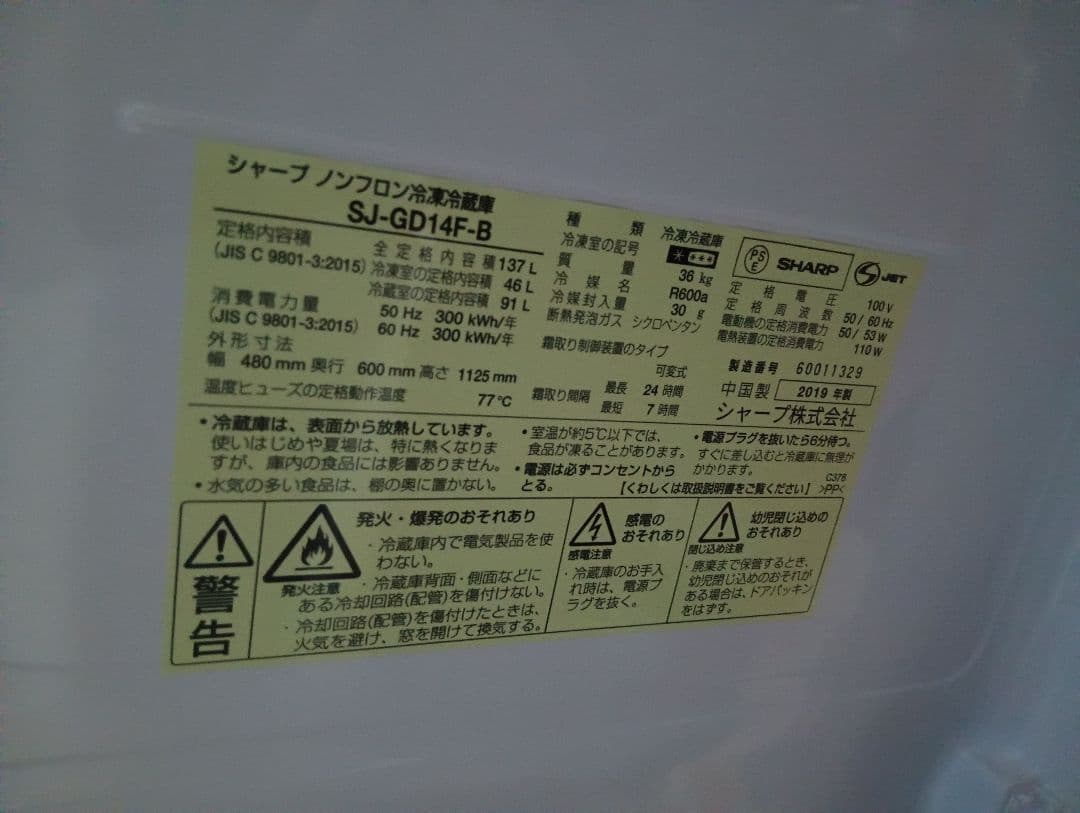 シャープ ノンフロン冷凍冷蔵庫
SJ-GD14F-B
定格内容積
(JIS C 9801-3:2015)
全定格内容積 137 L
冷凍室の定格内容積 46 L
冷蔵室の定格内容積 91 L
消費電力量
(JIS C 9801-3:2015)
50 Hz 300 kWh/年
60 Hz 300 kWh/年
外形寸法
幅 480 mm 奥行 600 mm 高さ 1125 mm
温度ヒューズの定格動作温度 77℃
種類 冷凍冷蔵庫
冷凍室の記号 ****
質量 36 kg
冷媒名 R600a
冷媒封入量 30 g
断熱発泡ガス シクロペンタン
霜取り制御装置のタイプ
可変式
霜取り間隔 最長 24 時間
最短 7 時間
PSE SHARP JET
定格電圧 100 V
定格周波数 50/60 Hz
電動機の定格消費電力 50/53 W
電熱装置の定格消費電力 110 W
製造番号 60011329
中国製 2019 年製
シャープ株式会社
・冷蔵庫は、表面から放熱しています。
使いはじめや夏場は、特に熱くなりま
すが、庫内の食品には影響ありません。
・水気の多い食品は、棚の奥に置かない。
・室温が約5℃以下では、
食品が凍ることがあります。
・電源は必ずコンセントから
とる。
・電源プラグを抜いたら6分待つ。
すぐに差し込むと冷蔵庫に無理が
かかります。
【くわしくは取扱説明書をご覧ください】
C376
>PP<
警告
発火注意
発火・爆発のおそれあり
・冷蔵庫内で電気製品を使
わない。
・冷蔵庫背面・側面などに
ある冷却回路(配管)を傷付けない。
・冷却回路(配管)を傷付けたときは、
火気を避け、窓を開けて換気する。
感電注意
感電の
おそれあり
・冷蔵庫のお手入
れ時は、電源プ
ラグを抜く。
閉じ込め注意
幼児閉じ込めの
おそれあり
・廃棄まで保管するとき、
幼児閉じ込めのおそれが
ある場合は、ドアパッキン
をはずす。